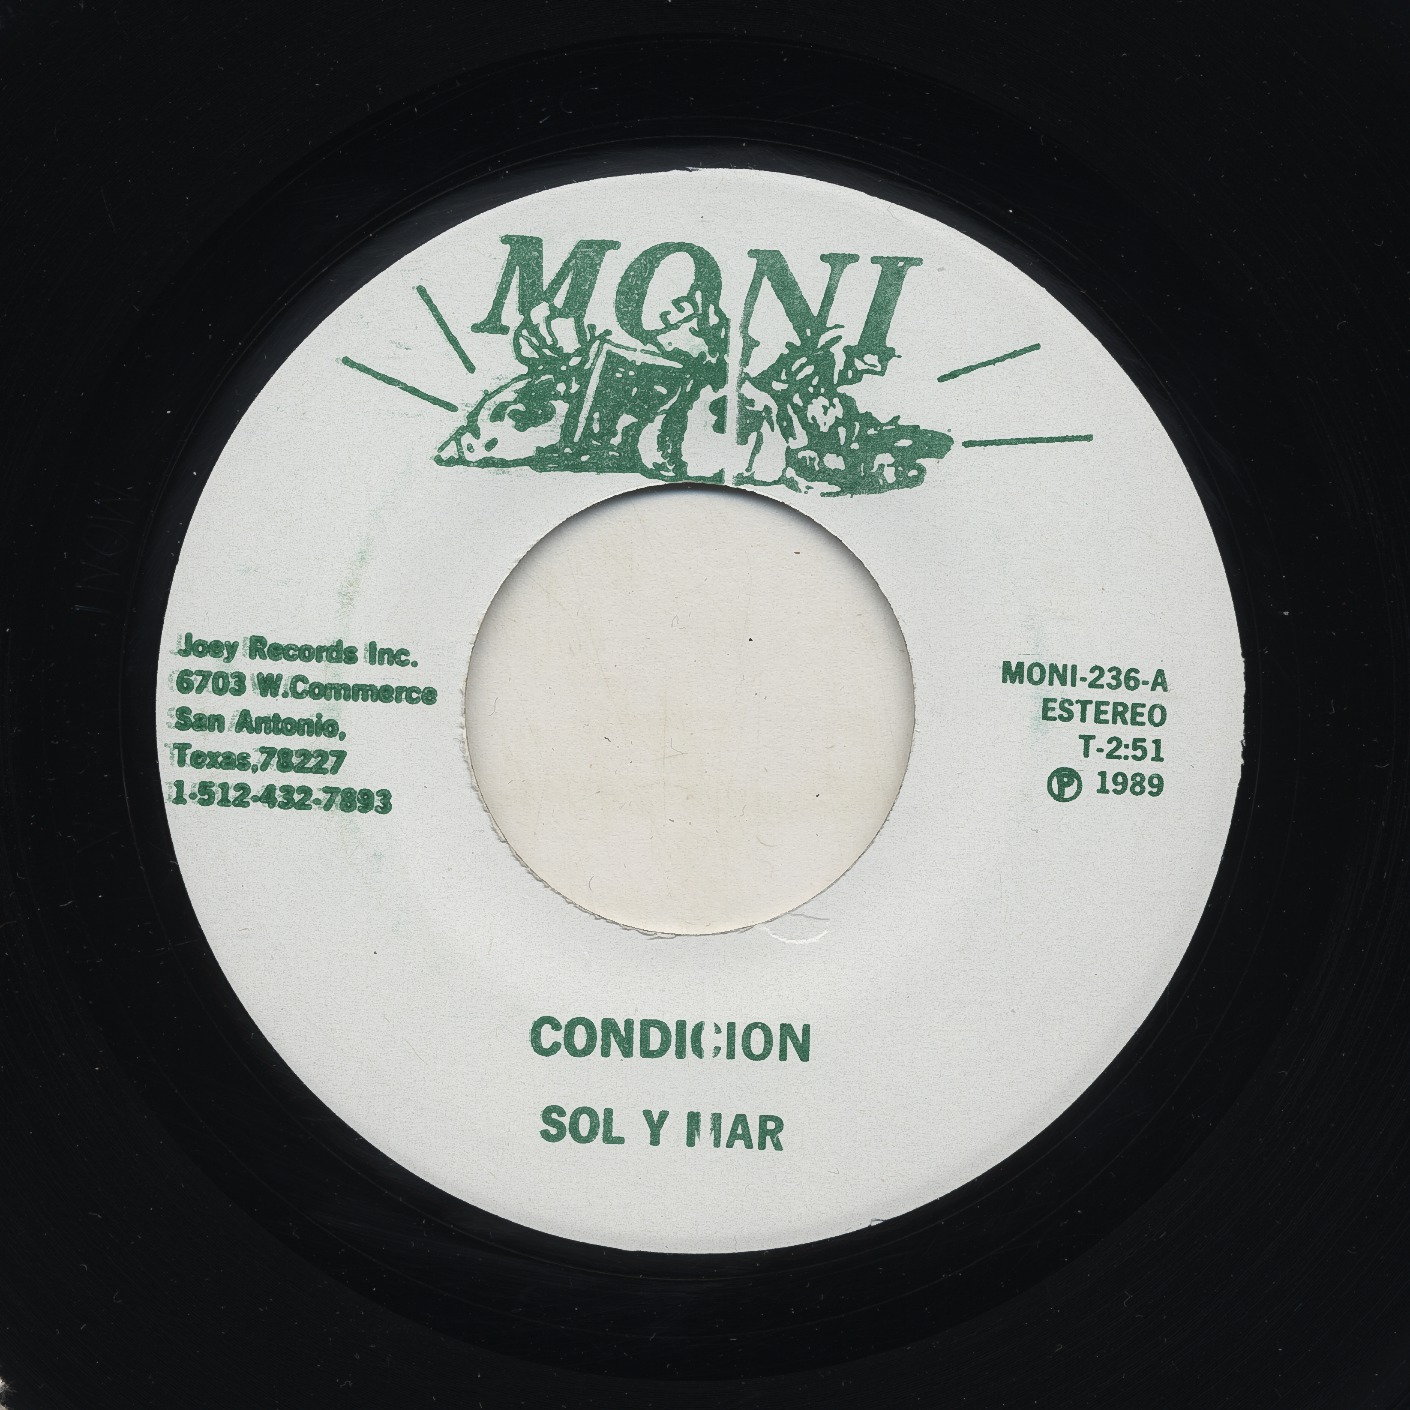 MONI
Joey Records Inc.
6703 W.Commerce
San Antonio,
Texas,78227
1-512-432-7893
MONI-236-A
ESTEREO
T-2:51
Ⓟ 1989
CONDICION
SOL Y MAR